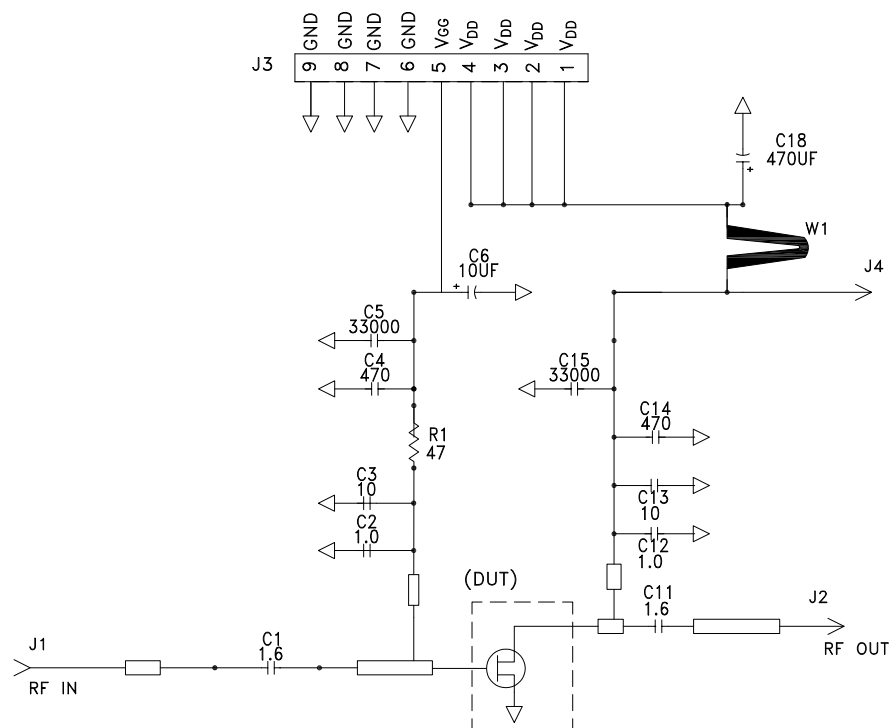 GND
GND
GND
GND
VGG
VDD
VDD
VDD
VDD
J3
9
8
7
6
5
4
3
2
1
C18
470UF
W1
J4
C6
10UF
+
+
C5
33000
C4
470
C15
33000
C14
470
R1
47
C3
10
C13
10
C2
1.0
C12
1.0
(DUT)
C11
1.6
J2
RF OUT
J1
C1
1.6
RF IN